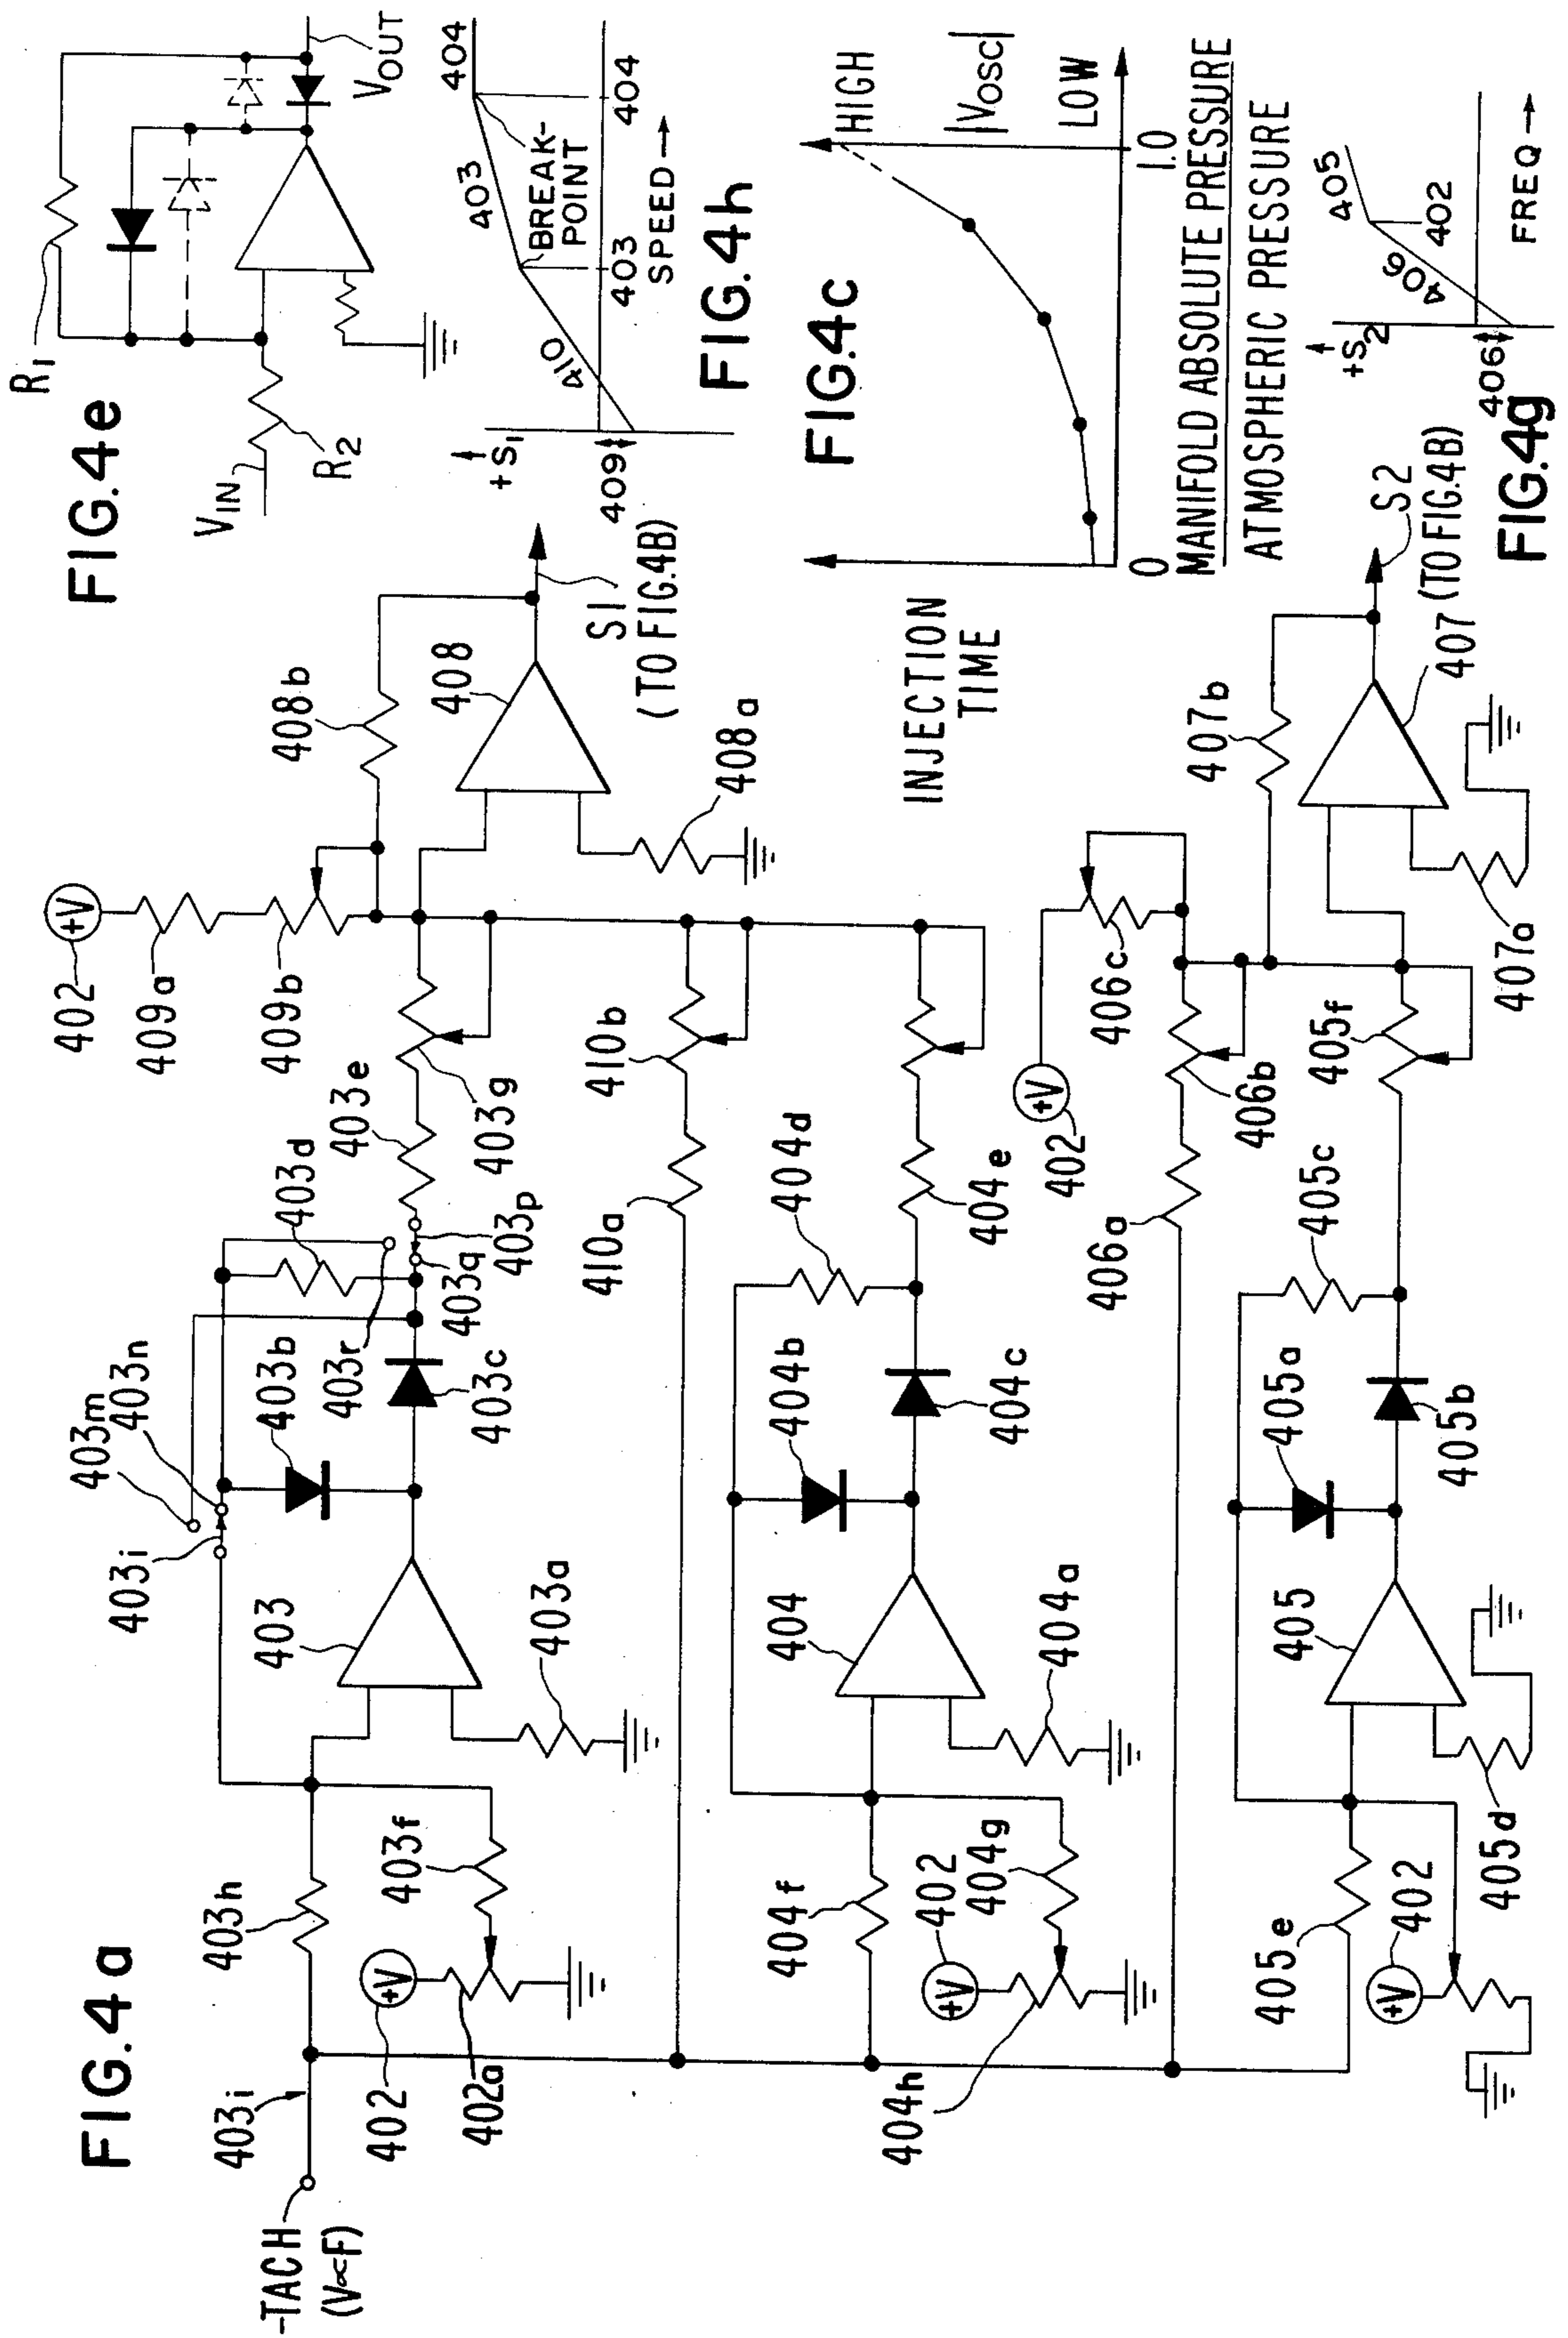 FIG.4a
-TACH
(V∝F)
403i
403h
402
402a
403f
403
403a
403i
403m
403n
403b
403r
403c
403d
403q
403p
403e
403g
402
409a
409b
408b
408
408a
S1
(TO FIG.4B)
410a
410b
404f
402
404g
404h
404
404a
404b
404c
404d
404e
406a
406b
406c
402
405e
402
405d
405
405a
405b
405c
405f
407b
407
407a
S2
(TO FIG.4B)
+V
+V
+V
+V
+V
FIG.4e
R1
VIN
R2
VOUT
FIG.4h
+S1
409
410
403
404
BREAK-
POINT
403
404
SPEED→
FIG.4c
INJECTION
TIME
HIGH
|VOSC|
LOW
0
1.0
MANIFOLD ABSOLUTE PRESSURE
ATMOSPHERIC PRESSURE
FIG.4g
+S2
406
406
405
402
FREQ→